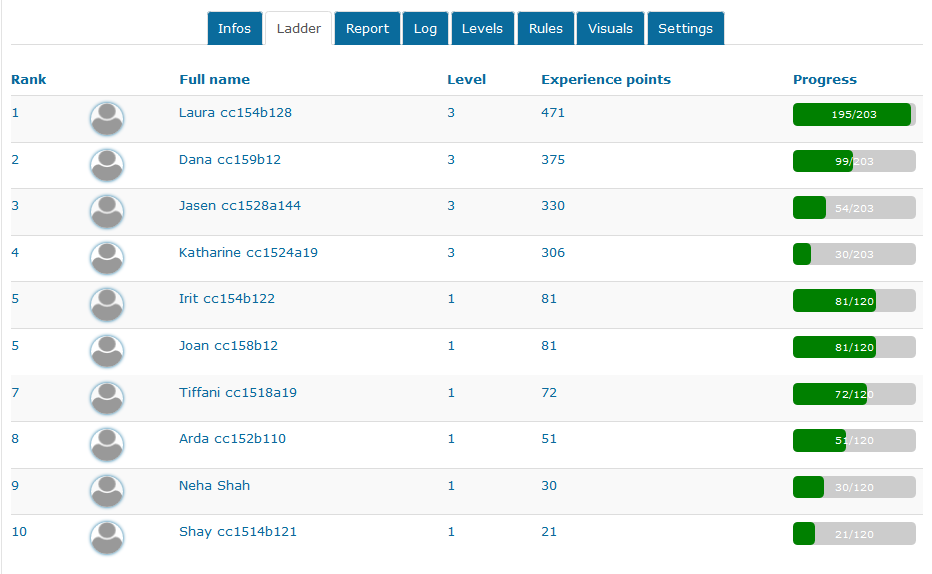 Infos Ladder Report Log Levels Rules Visuals Settings
Rank Full name Level Experience points Progress
1 Laura cc154b128 3 471 195/203
2 Dana cc159b12 3 375 99/203
3 Jasen cc1528a144 3 330 54/203
4 Katharine cc1524a19 3 306 30/203
5 Irit cc154b122 1 81 81/120
5 Joan cc158b12 1 81 81/120
7 Tiffani cc1518a19 1 72 72/120
8 Arda cc152b110 1 51 51/120
9 Neha Shah 1 30 30/120
10 Shay cc1514b121 1 21 21/120